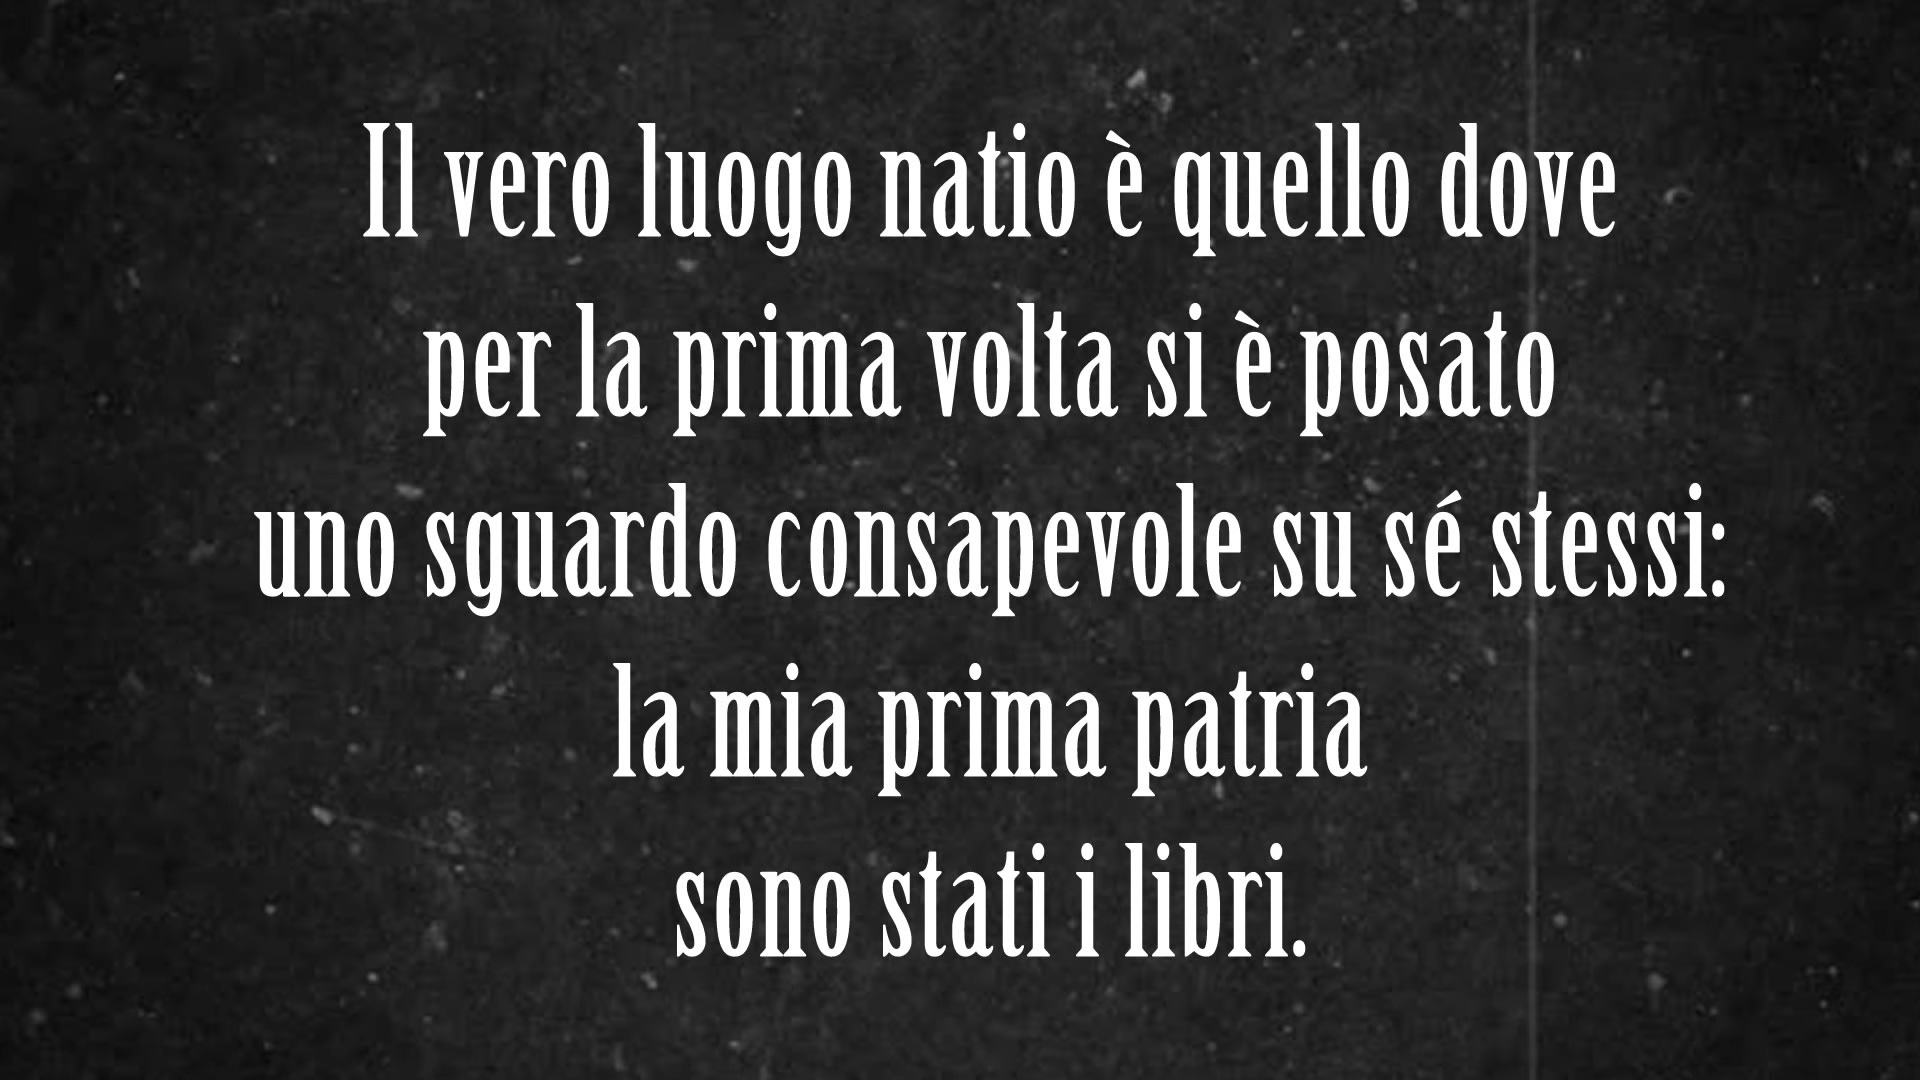 Il vero luogo natio è quello dove
per la prima volta si è posato
uno sguardo consapevole su sé stessi:
la mia prima patria
sono stati i libri.